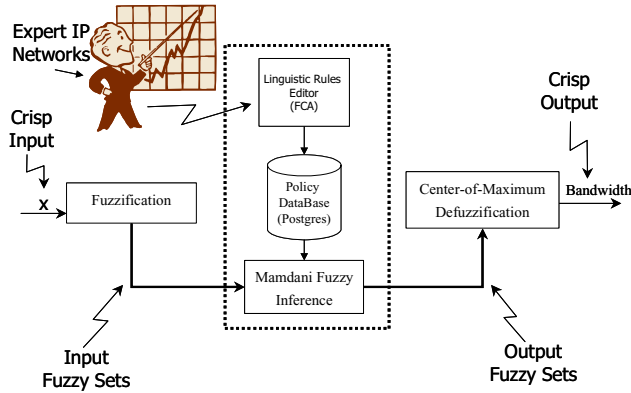 Expert IP
Networks
Linguistic Rules
Editor
(FCA)
Crisp
Input
Crisp
Output
X
Fuzzification
Policy
DataBase
(Postgres)
Center-of-Maximum
Defuzzification
Bandwidth
Mamdani Fuzzy
Inference
Input
Fuzzy Sets
Output
Fuzzy Sets